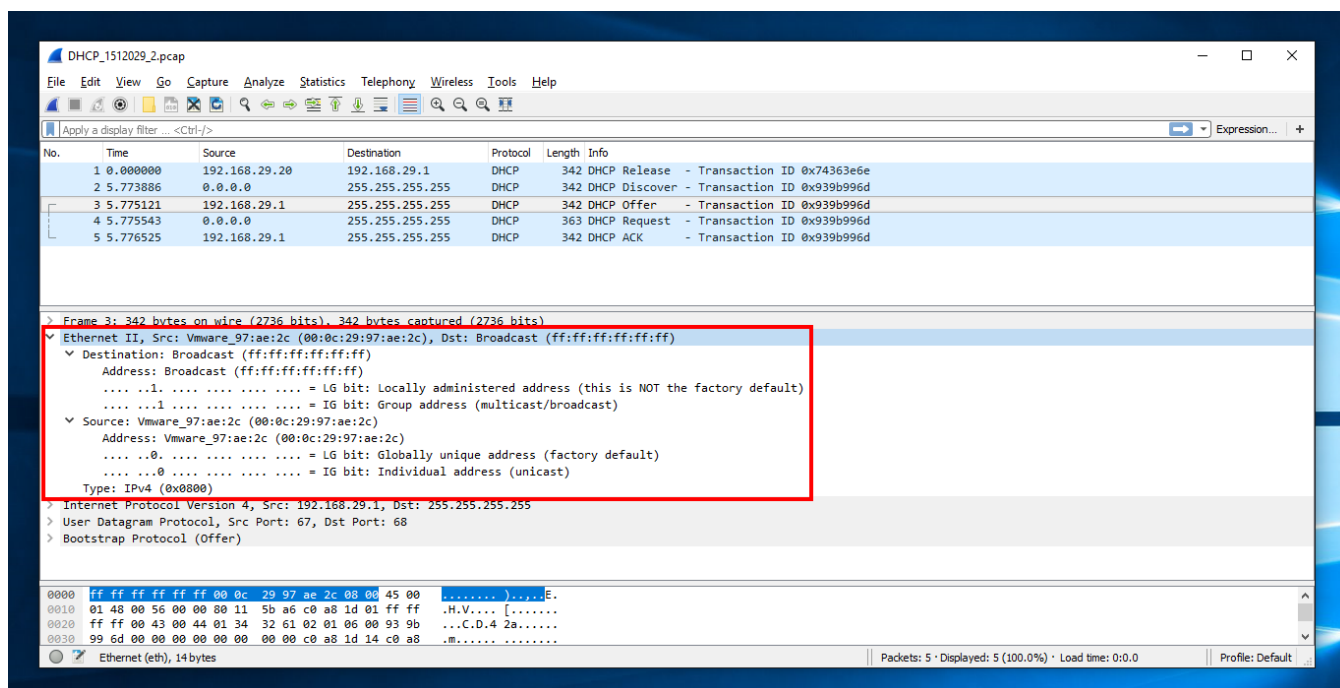 DHCP_1512029_2.pcap
File Edit View Go Capture Analyze Statistics Telephony Wireless Tools Help
Apply a display filter ... <Ctrl-/> Expression... +
No. Time Source Destination Protocol Length Info
1 0.000000 192.168.29.20 192.168.29.1 DHCP 342 DHCP Release - Transaction ID 0x74363e6e
2 5.773886 0.0.0.0 255.255.255.255 DHCP 342 DHCP Discover - Transaction ID 0x939b996d
3 5.775121 192.168.29.1 255.255.255.255 DHCP 342 DHCP Offer - Transaction ID 0x939b996d
4 5.775543 0.0.0.0 255.255.255.255 DHCP 363 DHCP Request - Transaction ID 0x939b996d
5 5.776525 192.168.29.1 255.255.255.255 DHCP 342 DHCP ACK - Transaction ID 0x939b996d
> Frame 3: 342 bytes on wire (2736 bits), 342 bytes captured (2736 bits)
Ethernet II, Src: Vmware_97:ae:2c (00:0c:29:97:ae:2c), Dst: Broadcast (ff:ff:ff:ff:ff:ff)
Destination: Broadcast (ff:ff:ff:ff:ff:ff)
Address: Broadcast (ff:ff:ff:ff:ff:ff)
.... ..1. .... .... .... .... = LG bit: Locally administered address (this is NOT the factory default)
.... ...1 .... .... .... .... = IG bit: Group address (multicast/broadcast)
Source: Vmware_97:ae:2c (00:0c:29:97:ae:2c)
Address: Vmware_97:ae:2c (00:0c:29:97:ae:2c)
.... ..0. .... .... .... .... = LG bit: Globally unique address (factory default)
.... ...0 .... .... .... .... = IG bit: Individual address (unicast)
Type: IPv4 (0x0800)
> Internet Protocol Version 4, Src: 192.168.29.1, Dst: 255.255.255.255
> User Datagram Protocol, Src Port: 67, Dst Port: 68
> Bootstrap Protocol (Offer)
0000 ff ff ff ff ff ff 00 0c 29 97 ae 2c 08 00 45 00 ........ )..,..E.
0010 01 48 00 56 00 00 80 11 5b a6 c0 a8 1d 01 ff ff .H.V.... [.......
0020 ff ff 00 43 00 44 01 34 32 61 02 01 06 00 93 9b ...C.D.4 2a......
0030 99 6d 00 00 00 00 00 00 00 00 c0 a8 1d 14 c0 a8 .m...... ........
Ethernet (eth), 14 bytes Packets: 5 · Displayed: 5 (100.0%) · Load time: 0:0.0 Profile: Default